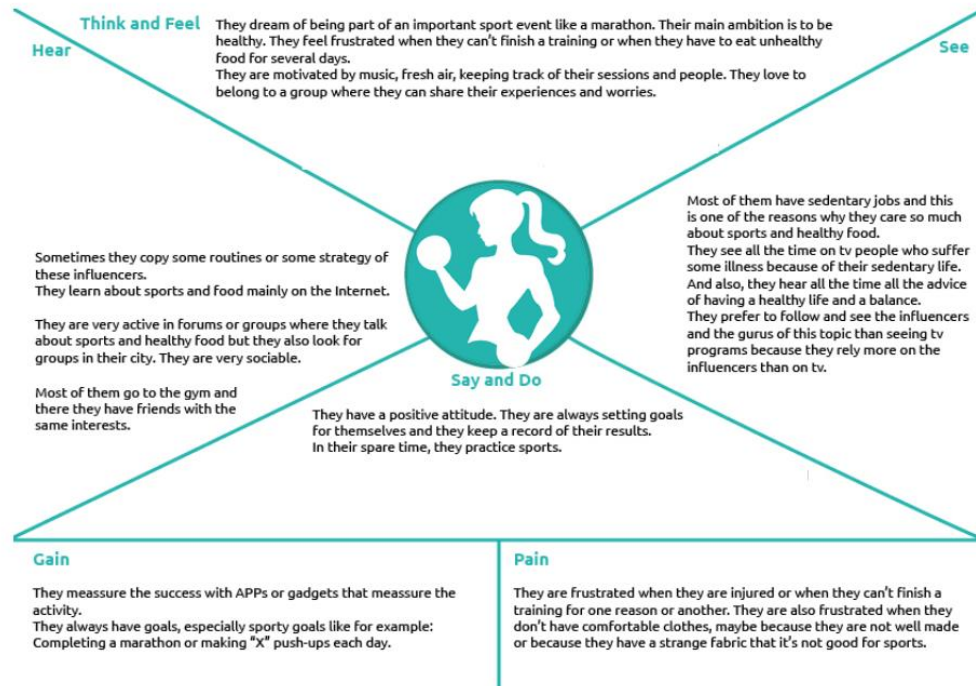 Think and Feel
They dream of being part of an important sport event like a marathon. Their main ambition is to be
healthy. They feel frustrated when they can't finish a training or when they have to eat unhealthy
food for several days.
They are motivated by music, fresh air, keeping track of their sessions and people. They love to
belong to a group where they can share their experiences and worries.
Hear
Sometimes they copy some routines or some strategy of
these influencers.
They learn about sports and food mainly on the Internet.
They are very active in forums or groups where they talk
about sports and healthy food but they also look for
groups in their city. They are very sociable.
Most of them go to the gym and
there they have friends with the
same interests.
See
Most of them have sedentary jobs and this
is one of the reasons why they care so much
about sports and healthy food.
They see all the time on tv people who suffer
some illness because of their sedentary life.
And also, they hear all the time all the advice
of having a healthy life and a balance.
They prefer to follow and see the influencers
and the gurus of this topic than seeing tv
programs because they rely more on the
influencers than on tv.
Say and Do
They have a positive attitude. They are always setting goals
for themselves and they keep a record of their results.
In their spare time, they practice sports.
Gain
They meassure the success with APPs or gadgets that meassure the
activity.
They always have goals, especially sporty goals like for example:
Completing a marathon or making "X" push-ups each day.
Pain
They are frustrated when they are injured or when they can't finish a
training for one reason or another. They are also frustrated when they
don't have comfortable clothes, maybe because they are not well made
or because they have a strange fabric that it's not good for sports.